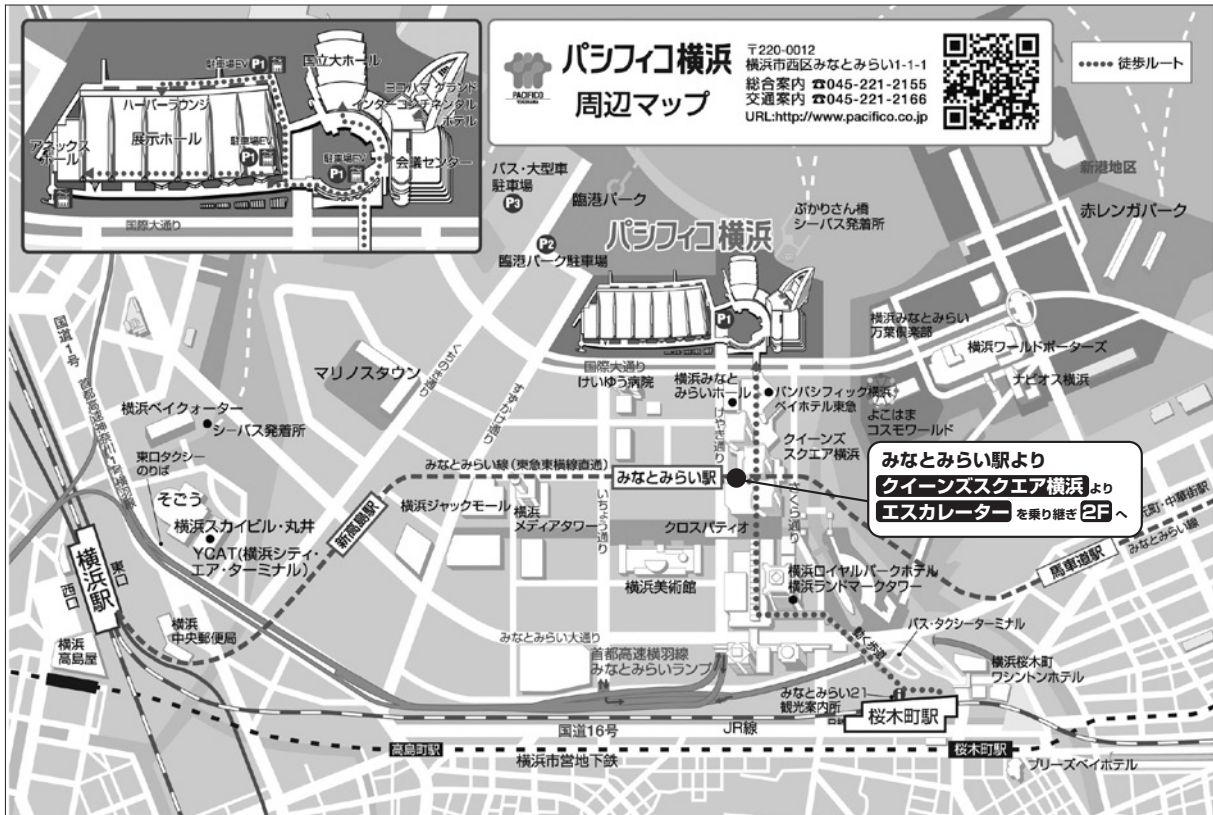 パシフィコ横浜
周辺マップ
PACIFICO
YOKOHAMA
〒220-0012
横浜市西区みなとみらい1-1-1
総合案内 ☎045-221-2155
交通案内 ☎045-221-2166
URL:http://www.pacifico.co.jp
徒歩ルート
駐車場EV P1
国立大ホール
ヨコハマ グランド
インターコンチネンタル
ホテル
ハーバーラウンジ
展示ホール
アネックス
ホール
駐車場EV
P1
駐車場EV
P1
会議センター
国際大通り
バス・大型車
駐車場
P3
臨港パーク
P2
臨港パーク駐車場
パシフィコ横浜
P1
ぷかりさん橋
シーバス発着所
新港地区
赤レンガパーク
横浜みなとみらい
万葉倶楽部
横浜ワールドポーターズ
ナビオス横浜
よこはま
コスモワールド
国道1号
くちのき通り
すずかけ通り
マリノスタウン
国際大通り
けいゆう病院
横浜みなと
みらいホール
パンパシフィック横浜
ベイホテル東急
けやき通り
クイーンズ
スクエア横浜
横浜ベイクォーター
シーバス発着所
東口タクシー
のりば
そごう
横浜スカイビル・丸井
YCAT(横浜シティ・
エア・ターミナル)
みなとみらい線(東急東横線直通)
みなとみらい駅
みなとみらい駅より
クイーンズスクエア横浜 より
エスカレーター を乗り継ぎ 2F へ
新高島駅
横浜ジャックモール
横浜
メディアタワー
いちょう通り
クロスパティオ
さくら通り
元町・中華街駅
みなとみらい線
馬車道駅
横浜駅
東口
西口
横浜美術館
横浜ロイヤルパークホテル
横浜ランドマークタワー
横浜
高島屋
横浜
中央郵便局
みなとみらい大通り
首都高速横羽線
みなとみらいランプ
動く歩道
バス・タクシーターミナル
横浜桜木町
ワシントンホテル
みなとみらい21
観光案内所
桜木町駅
国道16号
JR線
高島町駅
横浜市営地下鉄
桜木町駅
ブリーズベイホテル